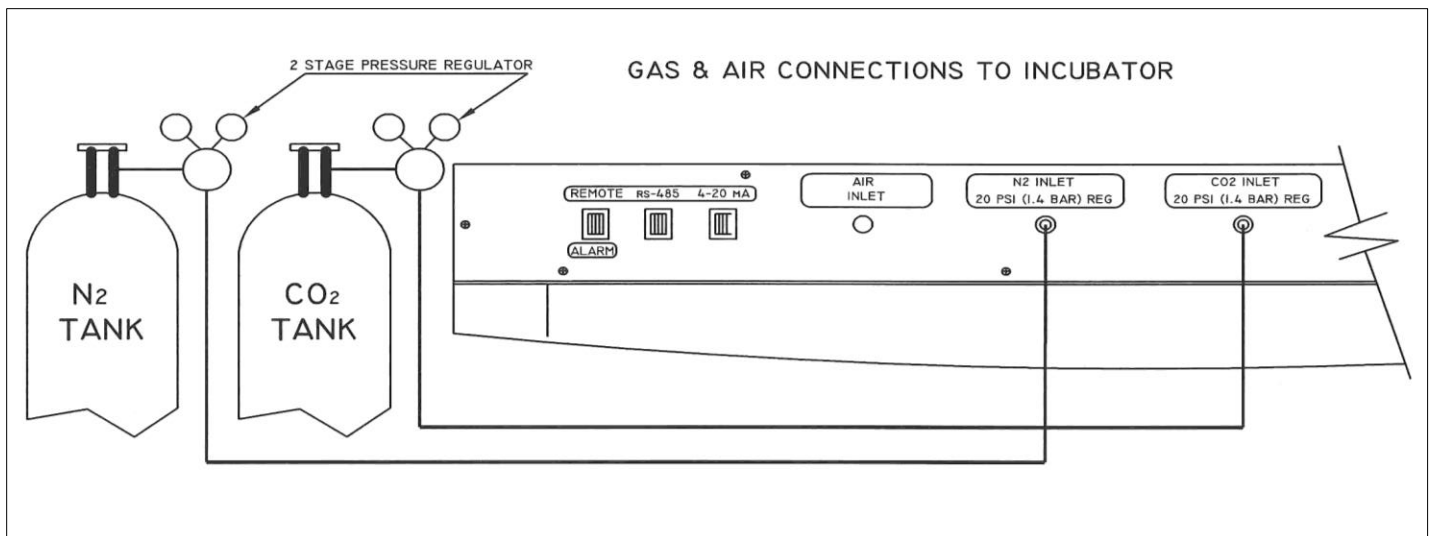 2 STAGE PRESSURE REGULATOR
GAS & AIR CONNECTIONS TO INCUBATOR
REMOTE RS-485 4-20 MA
ALARM
AIR
INLET
N2 INLET
20 PSI (1.4 BAR) REG
CO2 INLET
20 PSI (1.4 BAR) REG
N2
TANK
CO2
TANK